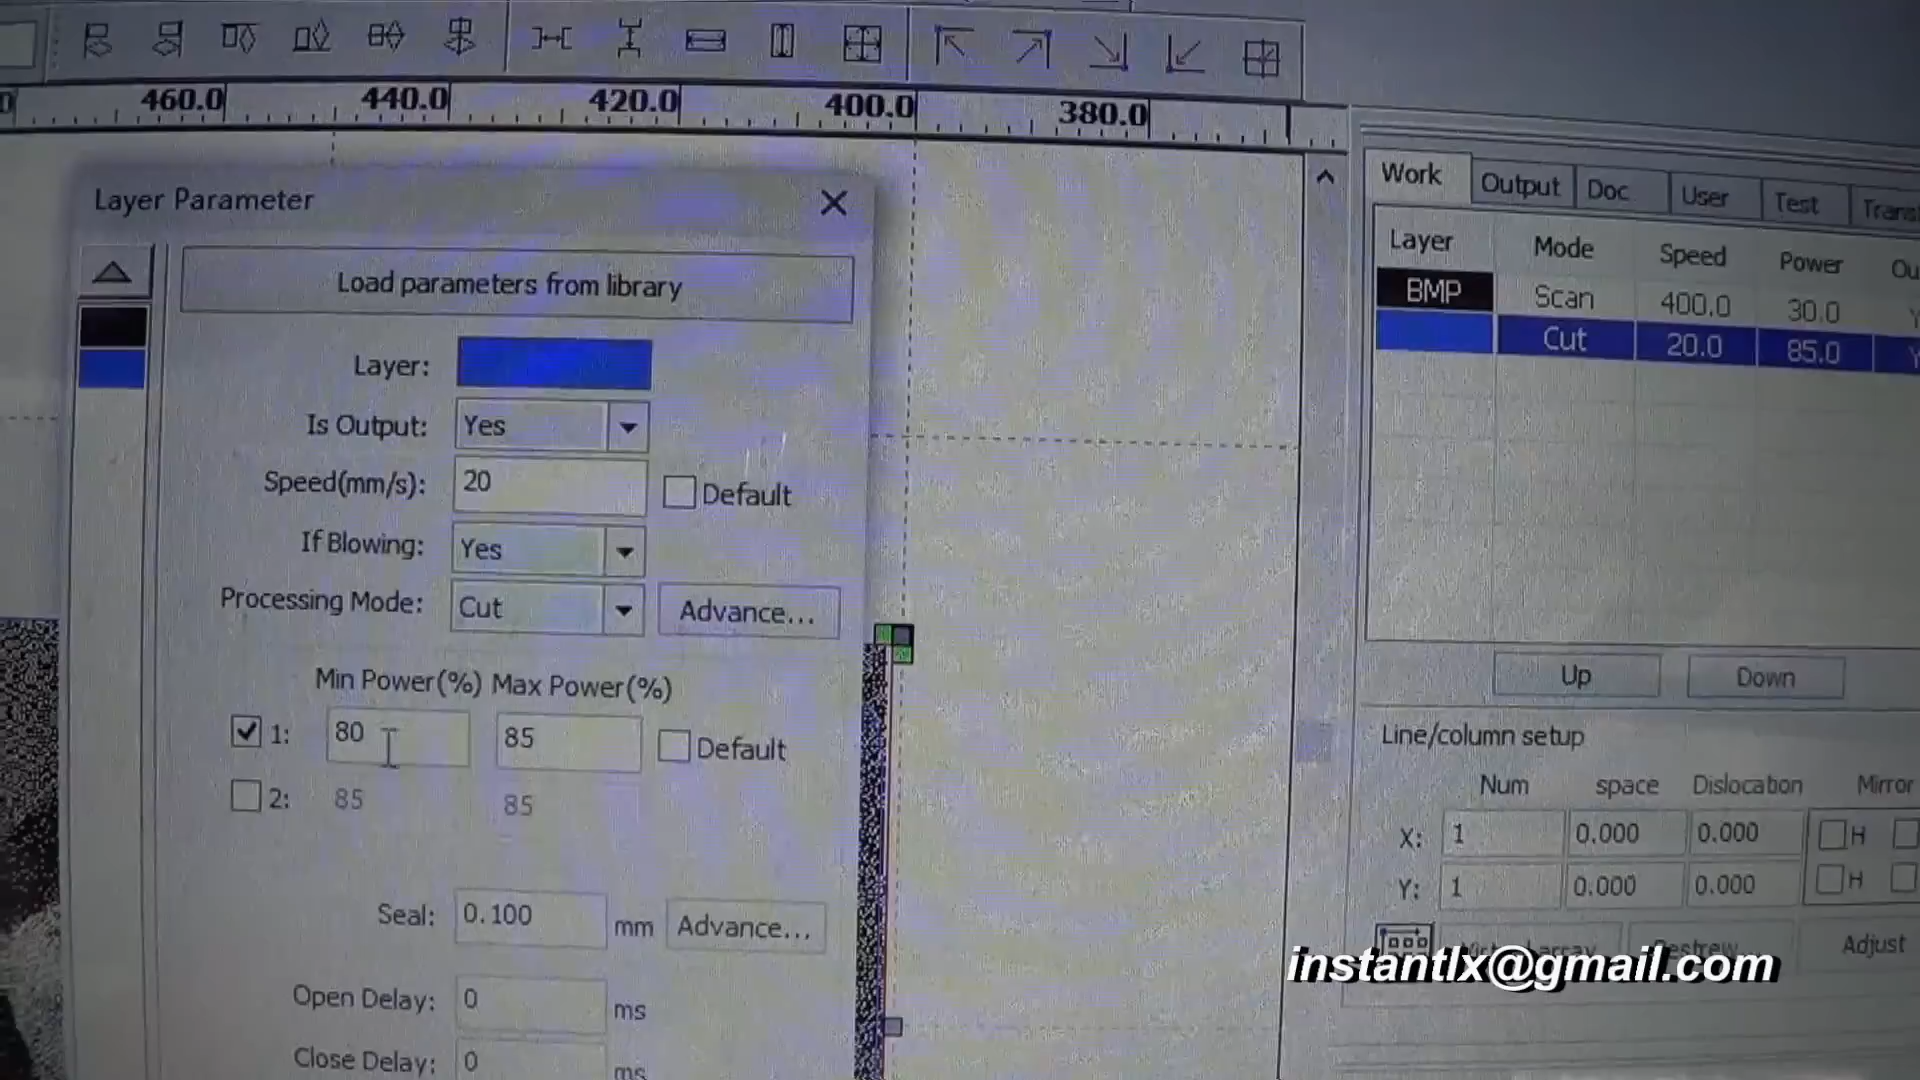 460.0 440.0 420.0 400.0 380.0
Layer Parameter
Load parameters from library
Layer:
Is Output: Yes
Speed(mm/s): 20 Default
If Blowing: Yes
Processing Mode: Cut Advance...
Min Power(%) Max Power(%)
1: 80 85 Default
2: 85 85
Seal: 0.100 mm Advance...
Open Delay: 0 ms
Close Delay: 0 ms
Work Output Doc User Test
Layer Mode Speed Power
BMP Scan 400.0 30.0
Cut 20.0 85.0
Up Down
Line/column setup
Num space Dislocation Mirror
X: 1 0.000 0.000 H
Y: 1 0.000 0.000 H
Adjust
instantlx@gmail.com